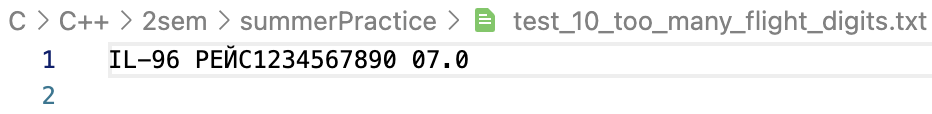 C > C++ > 2sem > summerPractice > test_10_too_many_flight_digits.txt
1 IL-96 РЕЙС1234567890 07.0
2